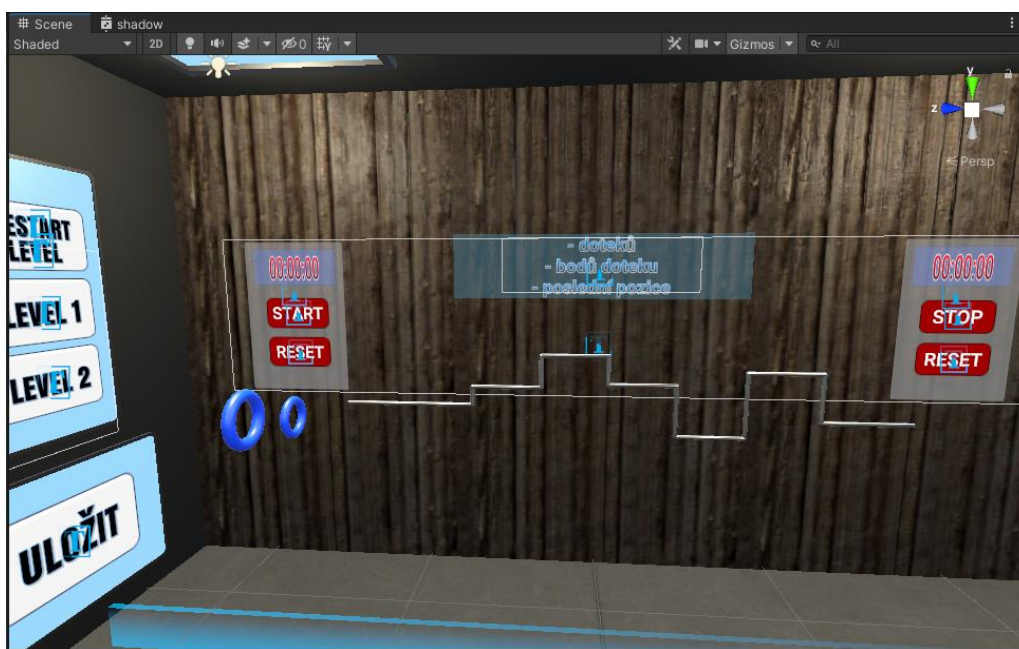 # Scene shadow
Shaded 2D 0 Gizmos All
y
z
Persp
ESTART
LEVEL
LEVEL 1
LEVEL 2
ULOŽIT
00:00:00
START
RESET
- doteků
- bodů doteku
- poslední pozice
00:00:00
STOP
RESET